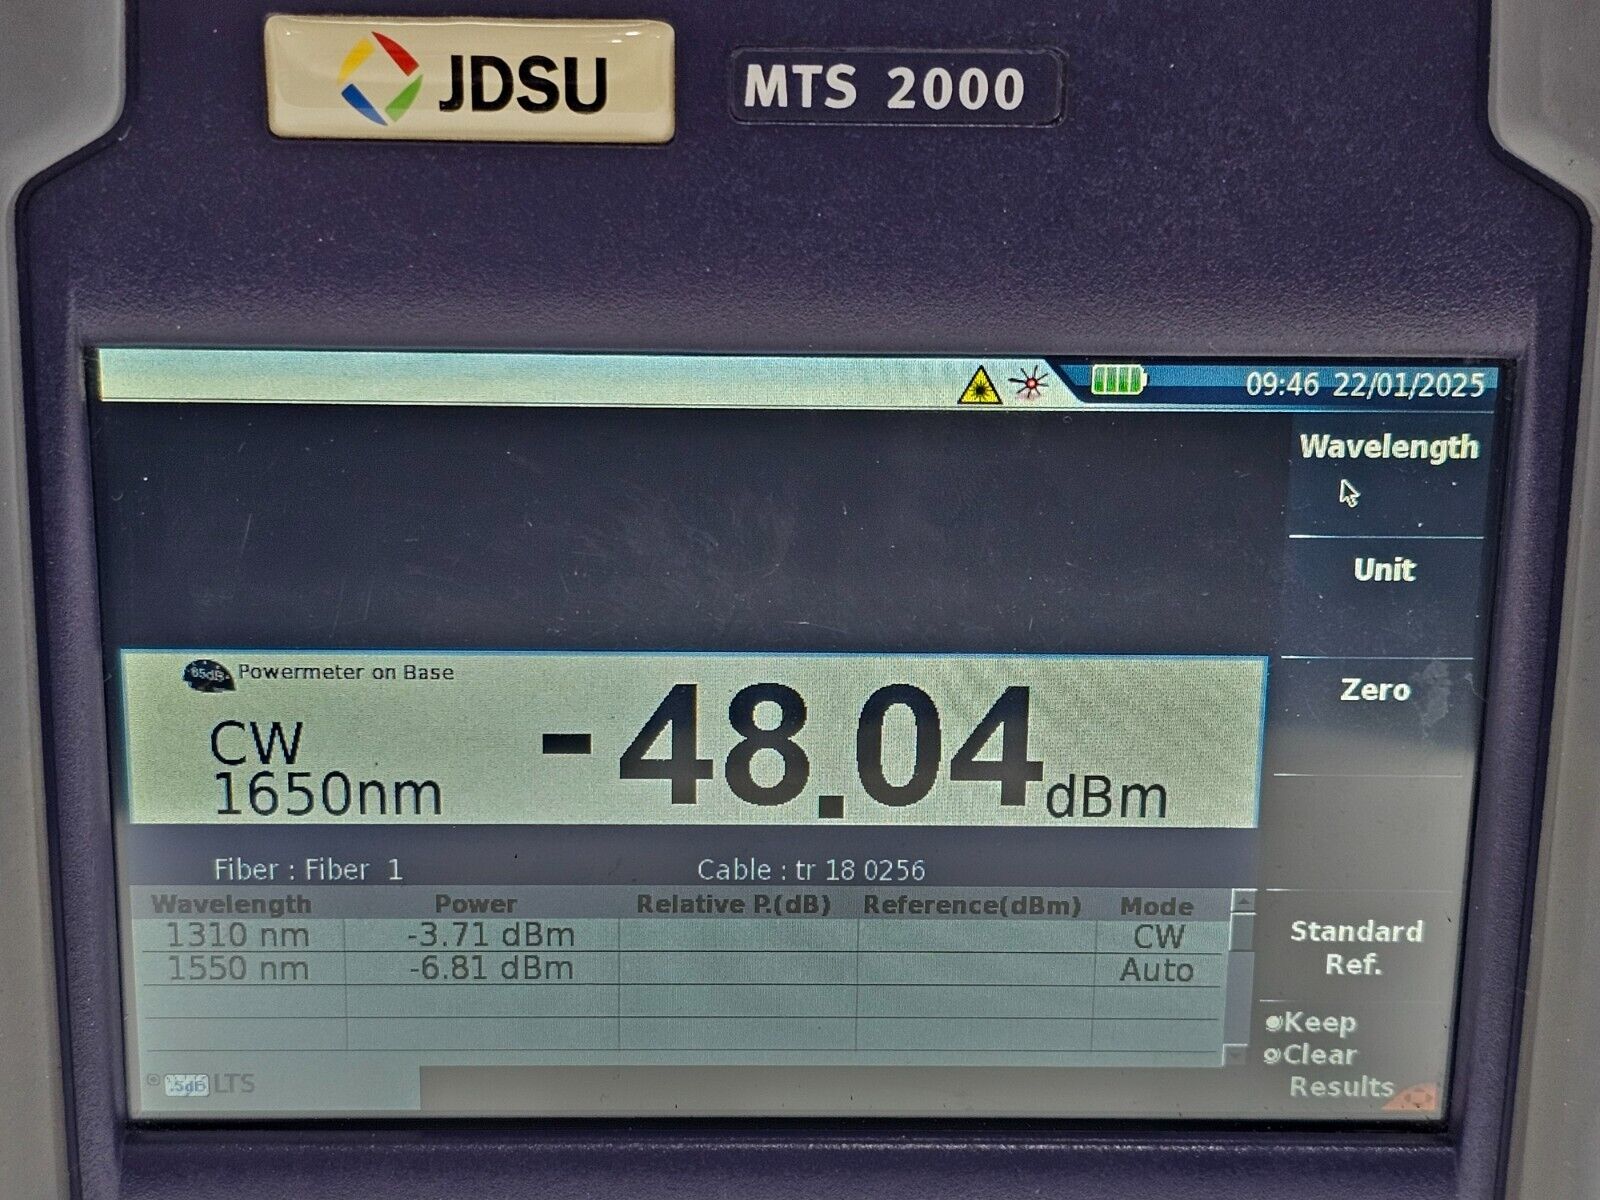 JDSU MTS 2000
09:46 22/01/2025
Wavelength
Unit
Zero
Powermeter on Base
CW
1650nm
-48.04 dBm
Fiber : Fiber 1 Cable : tr 18 0256
Wavelength Power Relative P.(dB) Reference(dBm) Mode
1310 nm -3.71 dBm CW
1550 nm -6.81 dBm Auto
LTS
Standard
Ref.
Keep
Clear
Results